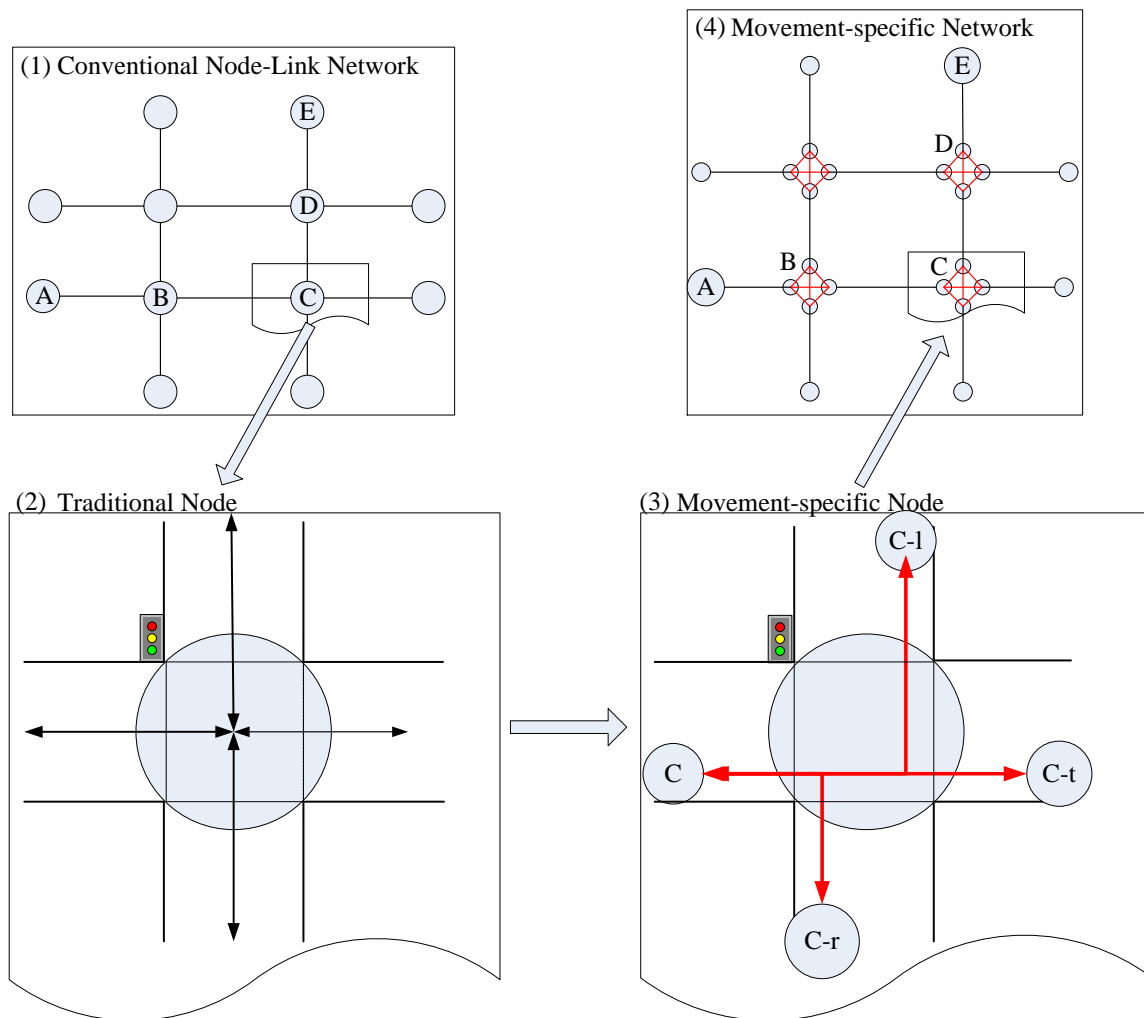 (1) Conventional Node-Link Network
E
D
A
B
C
(4) Movement-specific Network
E
D
B
C
A
(2) Traditional Node
(3) Movement-specific Node
C-l
C
C-t
C-r